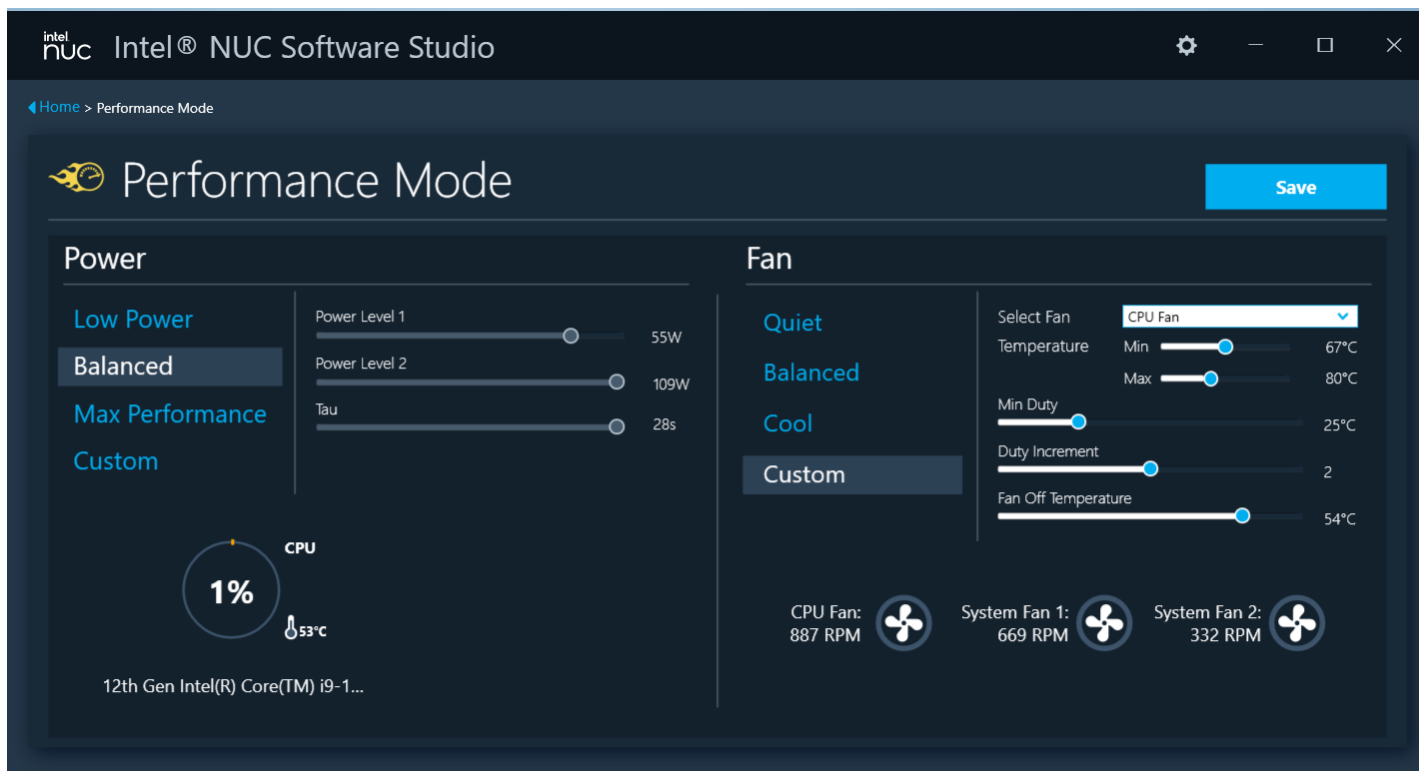 intel
nuc
Intel® NUC Software Studio
Home > Performance Mode
Performance Mode
Save
Power
Low Power
Balanced
Max Performance
Custom
Power Level 1
55W
Power Level 2
109W
Tau
28s
CPU
1%
53°C
12th Gen Intel(R) Core(TM) i9-1...
Fan
Quiet
Balanced
Cool
Custom
Select Fan CPU Fan
Temperature Min 67°C
Max 80°C
Min Duty
25°C
Duty Increment
2
Fan Off Temperature
54°C
CPU Fan:
887 RPM
System Fan 1:
669 RPM
System Fan 2:
332 RPM